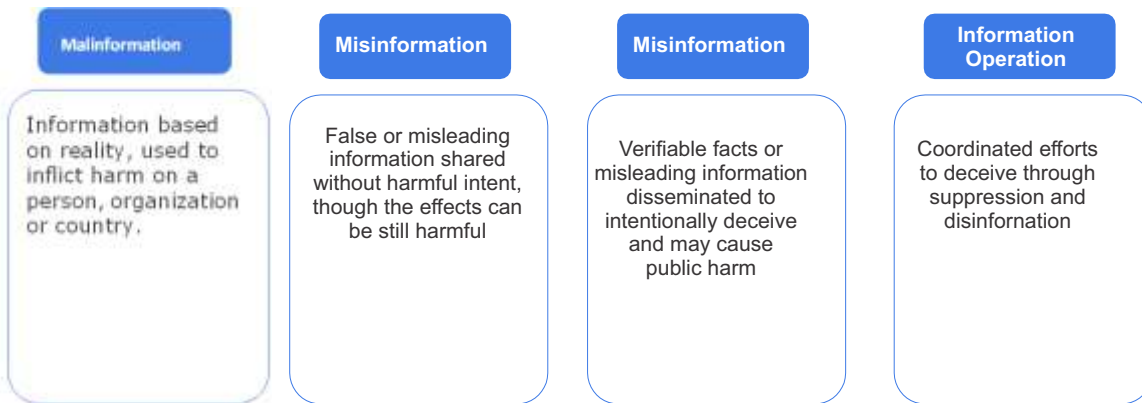 Malinformation
Information based
on reality, used to
inflict harm on a
person, organization
or country.
Misinformation
False or misleading
information shared
without harmful intent,
though the effects can
be still harmful
Misinformation
Verifiable facts or
misleading information
disseminated to
intentionally deceive
and may cause
public harm
Information
Operation
Coordinated efforts
to deceive through
suppression and
disinfornation